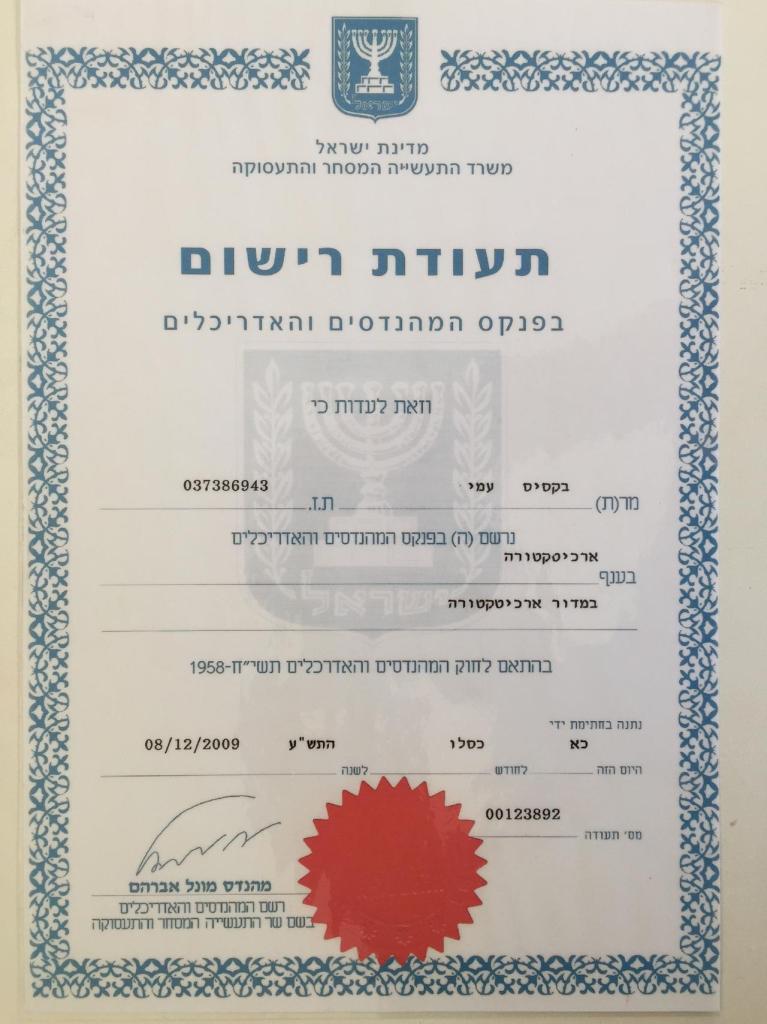 ישראל
מדינת ישראל
משרד התעשייה המסחר והתעסוקה
תעודת רישום
בפנקס המהנדסים והאדריכלים
וזאת לעדות כי
מר(ת) בקסיס עמי ת.ז. 037386943
נרשם (ה) בפנקס המהנדסים והאדריכלים
בענף ארכיטקטורה
במדור ארכיטקטורה
ישראל
בהתאם לחוק המהנדסים והאדרכלים תשי"ח-1958
נתנה בחתימת ידי
היום הזה כא לחודש כסלו לשנה התש"ע 08/12/2009
מס' תעודה 00123892
מהנדס מונל אברהם
רשם המהנדסים והאדריכלים
בשם שר התעשייה המסחר והתעסוקה